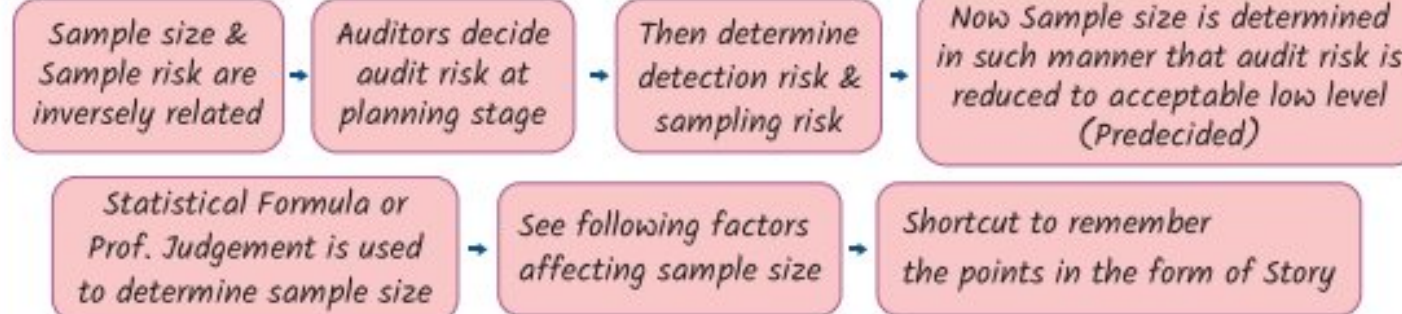 Sample size &
Sample risk are
inversely related
Auditors decide
audit risk at
planning stage
Then determine
detection risk &
sampling risk
Now Sample size is determined
in such manner that audit risk is
reduced to acceptable low level
(Predecided)
Statistical Formula or
Prof. Judgement is used
to determine sample size
See following factors
affecting sample size
Shortcut to remember
the points in the form of Story